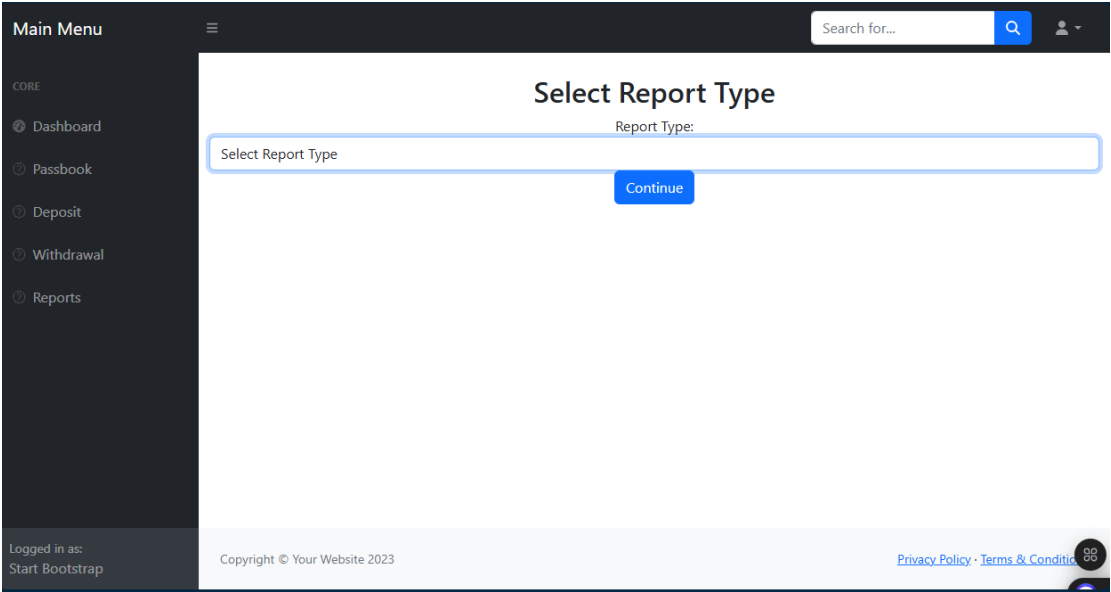 Main Menu
Search for...
CORE
Dashboard
Passbook
Deposit
Withdrawal
Reports
Logged in as:
Start Bootstrap
Select Report Type
Report Type:
Select Report Type
Continue
Copyright © Your Website 2023
Privacy Policy · Terms & Conditio